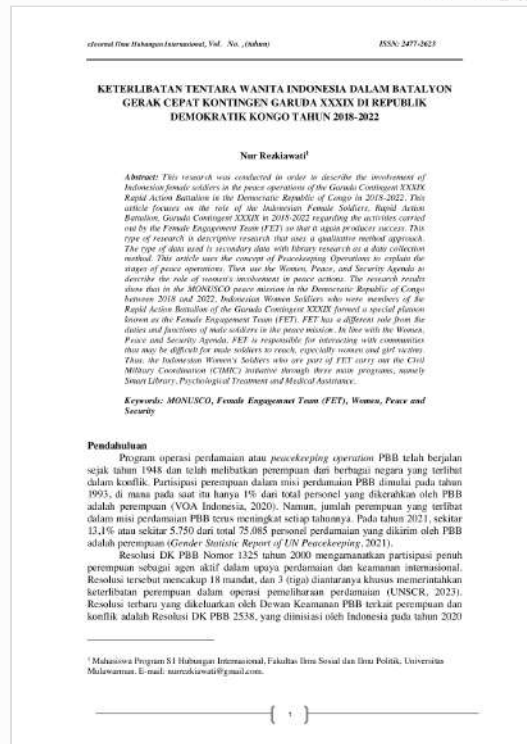 eJournal Ilmu Hubungan Internasional, Vol. No. , (tahun) ISSN: 2477-2623
KETERLIBATAN TENTARA WANITA INDONESIA DALAM BATALYON
GERAK CEPAT KONTINGEN GARUDA XXXIX DI REPUBLIK
DEMOKRATIK KONGO TAHUN 2018-2022
Nur Rezkiawati¹
Abstract: This research was conducted in order to describe the involvement of
Indonesian female soldiers in the peace operations of the Garuda Contingent XXXIX
Rapid Action Battalion in the Democratic Republic of Congo in 2018-2022. This
article focuses on the role of the Indonesian Female Soldiers, Rapid Action
Battalion, Garuda Contingent XXXIX in 2018-2022 regarding the activities carried
out by the Female Engagement Team (FET) so that it again produces success. This
type of research is descriptive research that uses a qualitative method approach.
The type of data used is secondary data with library research as a data collection
method. This article uses the concept of Peacekeeping Operations to explain the
stages of peace operations. Then use the Women, Peace, and Security Agenda to
describe the role of women's involvement in peace actions. The research results
show that in the MONUSCO peace mission in the Democratic Republic of Congo
between 2018 and 2022, Indonesian Women Soldiers who were members of the
Rapid Action Battalion of the Garuda Contingent XXXIX formed a special platoon
known as the Female Engagement Team (FET). FET has a different role from the
duties and functions of male soldiers in the peace mission. In line with the Women,
Peace and Security Agenda, FET is responsible for interacting with communities
that may be difficult for male soldiers to reach, especially women and girl victims.
Thus, the Indonesian Women's Soldiers who are part of FET carry out the Civil
Military Coordination (CIMIC) initiative through three main programs, namely
Smart Library, Psychological Treatment and Medical Assistance.
Keywords: MONUSCO, Female Engagemnet Team (FET), Women, Peace and
Security
Pendahuluan
Program operasi perdamaian atau peacekeeping operation PBB telah berjalan
sejak tahun 1948 dan telah melibatkan perempuan dari berbagai negara yang terlibat
dalam konflik. Partisipasi perempuan dalam misi perdamaian PBB dimulai pada tahun
1993, di mana pada saat itu hanya 1% dari total personel yang dikerahkan oleh PBB
adalah perempuan (VOA Indonesia, 2020). Namun, jumlah perempuan yang terlibat
dalam misi perdamaian PBB terus meningkat setiap tahunnya. Pada tahun 2021, sekitar
13,1% atau sekitar 5.750 dari total 75.085 personel perdamaian yang dikirim oleh PBB
adalah perempuan (Gender Statistic Report of UN Peacekeeping, 2021).
Resolusi DK PBB Nomor 1325 tahun 2000 mengamanatkan partisipasi penuh
perempuan sebagai agen aktif dalam upaya perdamaian dan keamanan internasional.
Resolusi tersebut mencakup 18 mandat, dan 3 (tiga) diantaranya khusus memerintahkan
keterlibatan perempuan dalam operasi pemeliharaan perdamaian (UNSCR, 2023).
Resolusi terbaru yang dikeluarkan oleh Dewan Keamanan PBB terkait perempuan dan
konflik adalah Resolusi DK PBB 2538, yang diinisiasi oleh Indonesia pada tahun 2020
¹ Mahasiswa Program S1 Hubungan Internasional, Fakultas Ilmu Sosial dan Ilmu Politik, Universitas
Mulawarman. E-mail: nurrezkiawati@gmail.com.
1